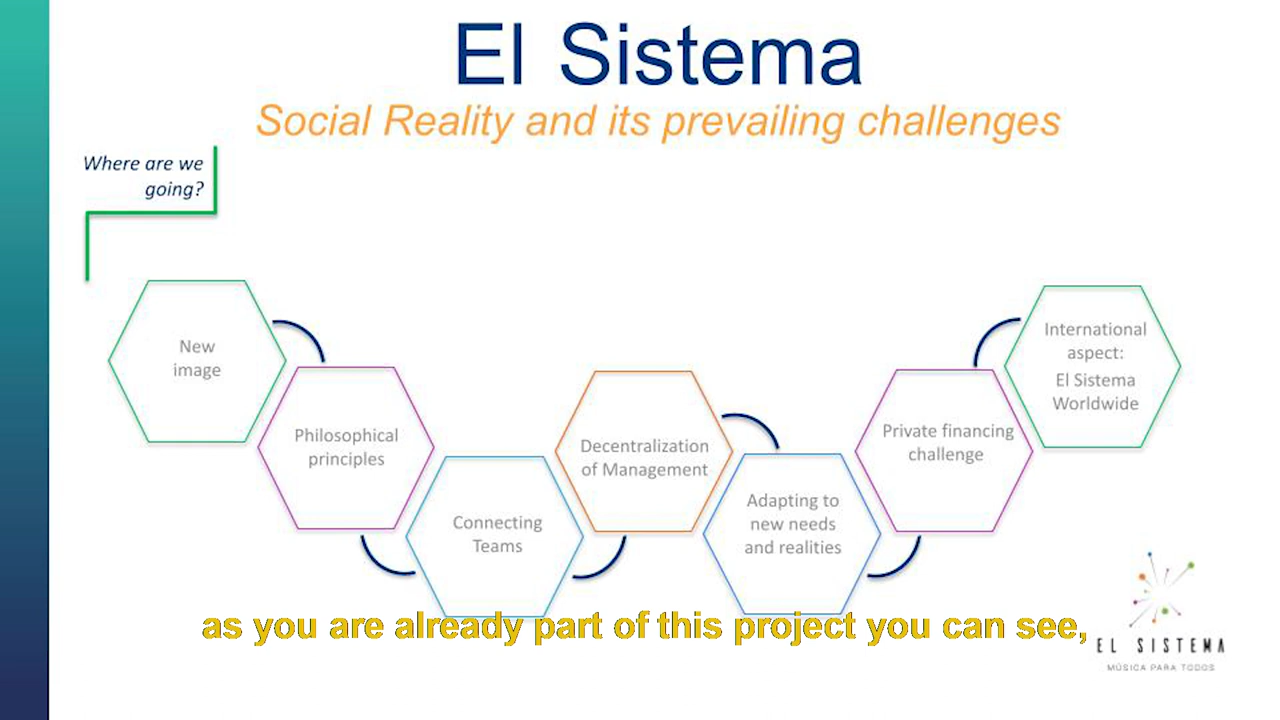 El Sistema
Social Reality and its prevailing challenges
Where are we
going?
New
image
Philosophical
principles
Connecting
Teams
Decentralization
of Management
Adapting to
new needs
and realities
Private financing
challenge
International
aspect:
El Sistema
Worldwide
as you are already part of this project you can see,
EL SISTEMA
MÚSICA PARA TODOS